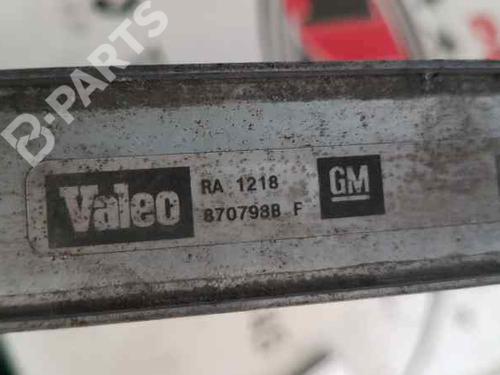 B-PARTS
Valeo
RA 1218
870798B F
GM